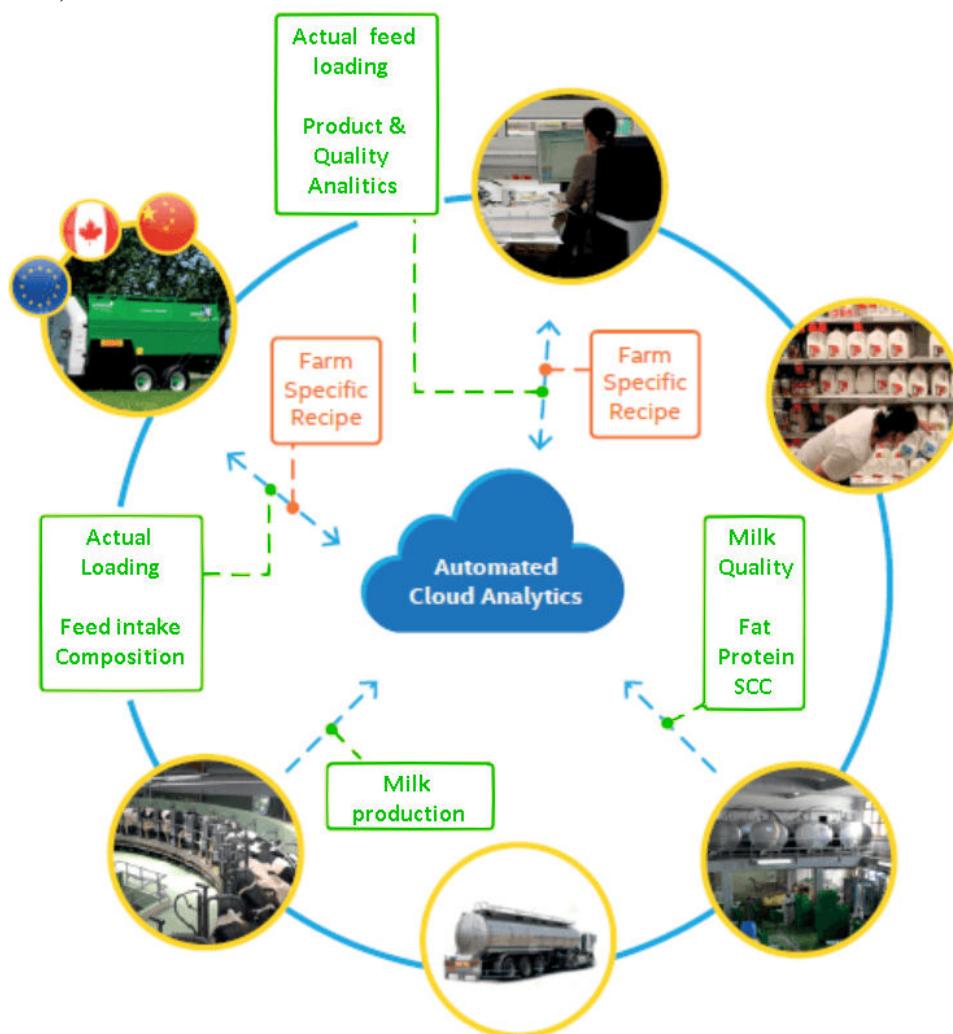 Actual feed
loading
Product &
Quality
Analitics
Farm
Specific
Recipe
Farm
Specific
Recipe
Actual
Loading
Feed intake
Composition
Automated
Cloud Analytics
Milk
Quality
Fat
Protein
SCC
Milk
production